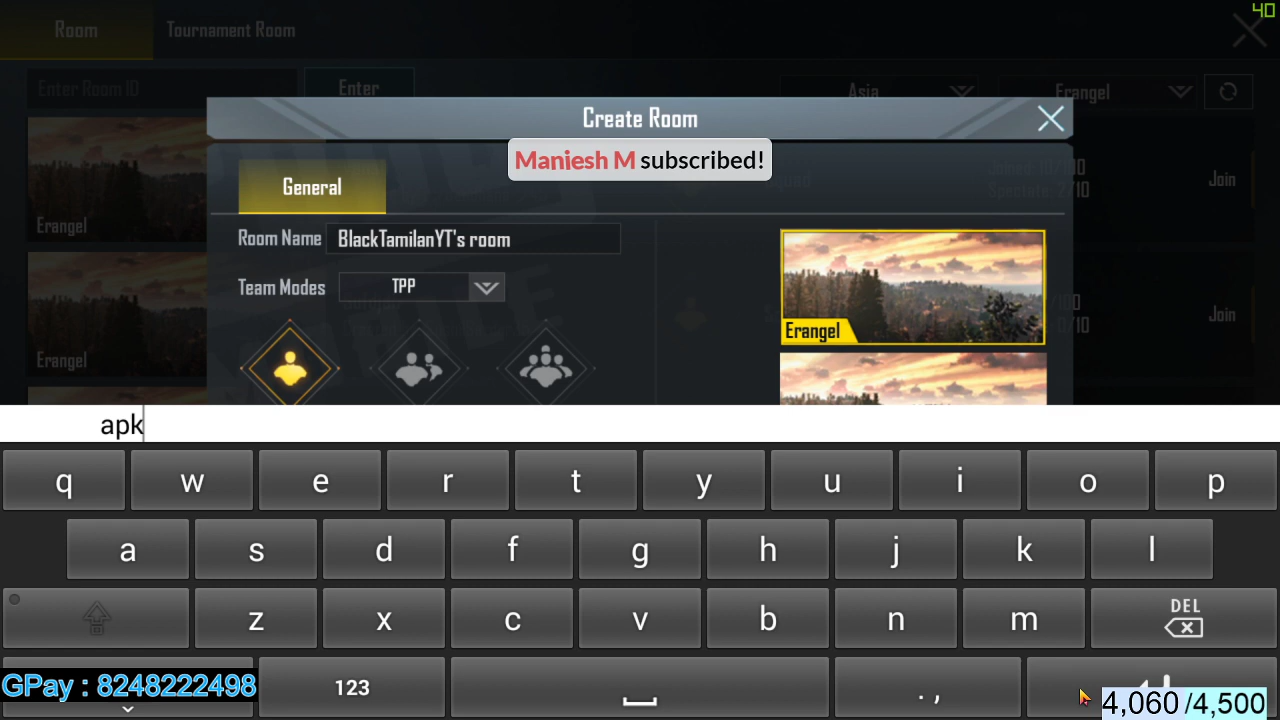 40
Room Tournament Room
Enter Room ID Enter Asia Erangel
Create Room
Maniesh M subscribed!
General
Join
Erangel
Room Name BlackTamilanYT's room
Team Modes TPP
Join
Erangel
Erangel
apk
q w e r t y u i o p
a s d f g h j k l
z x c v b n m DEL
GPay : 8248222498 123 . ,
4,060 /4,500